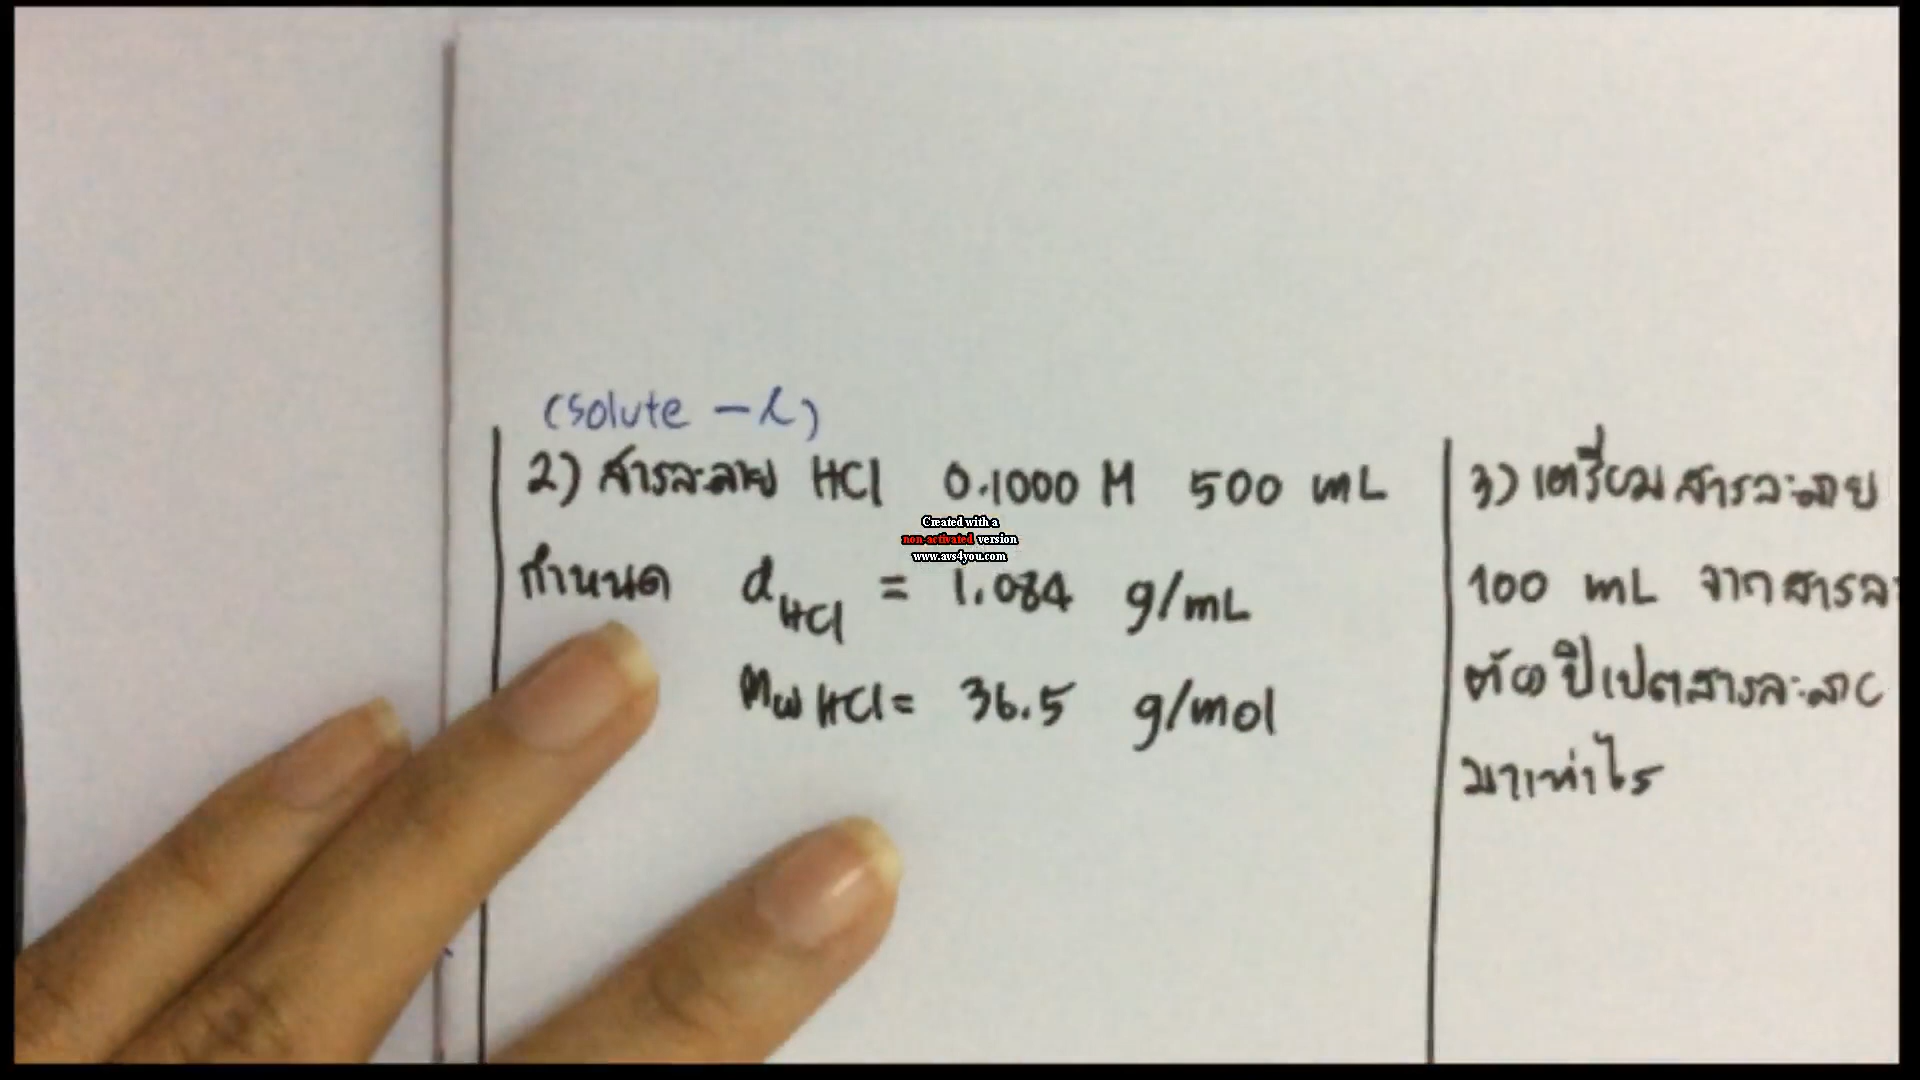 (solute - l)
2) สารละลาย HCl 0.1000 M 500 mL
กำหนด dHCl = 1.084 g/mL
Mw HCl = 36.5 g/mol
3) เตรียมสารละลาย
100 mL จากสารละ
ต้องปิเปตสารละลา
มาเท่าไร
Created with a
non-activated version
www.avs4you.com